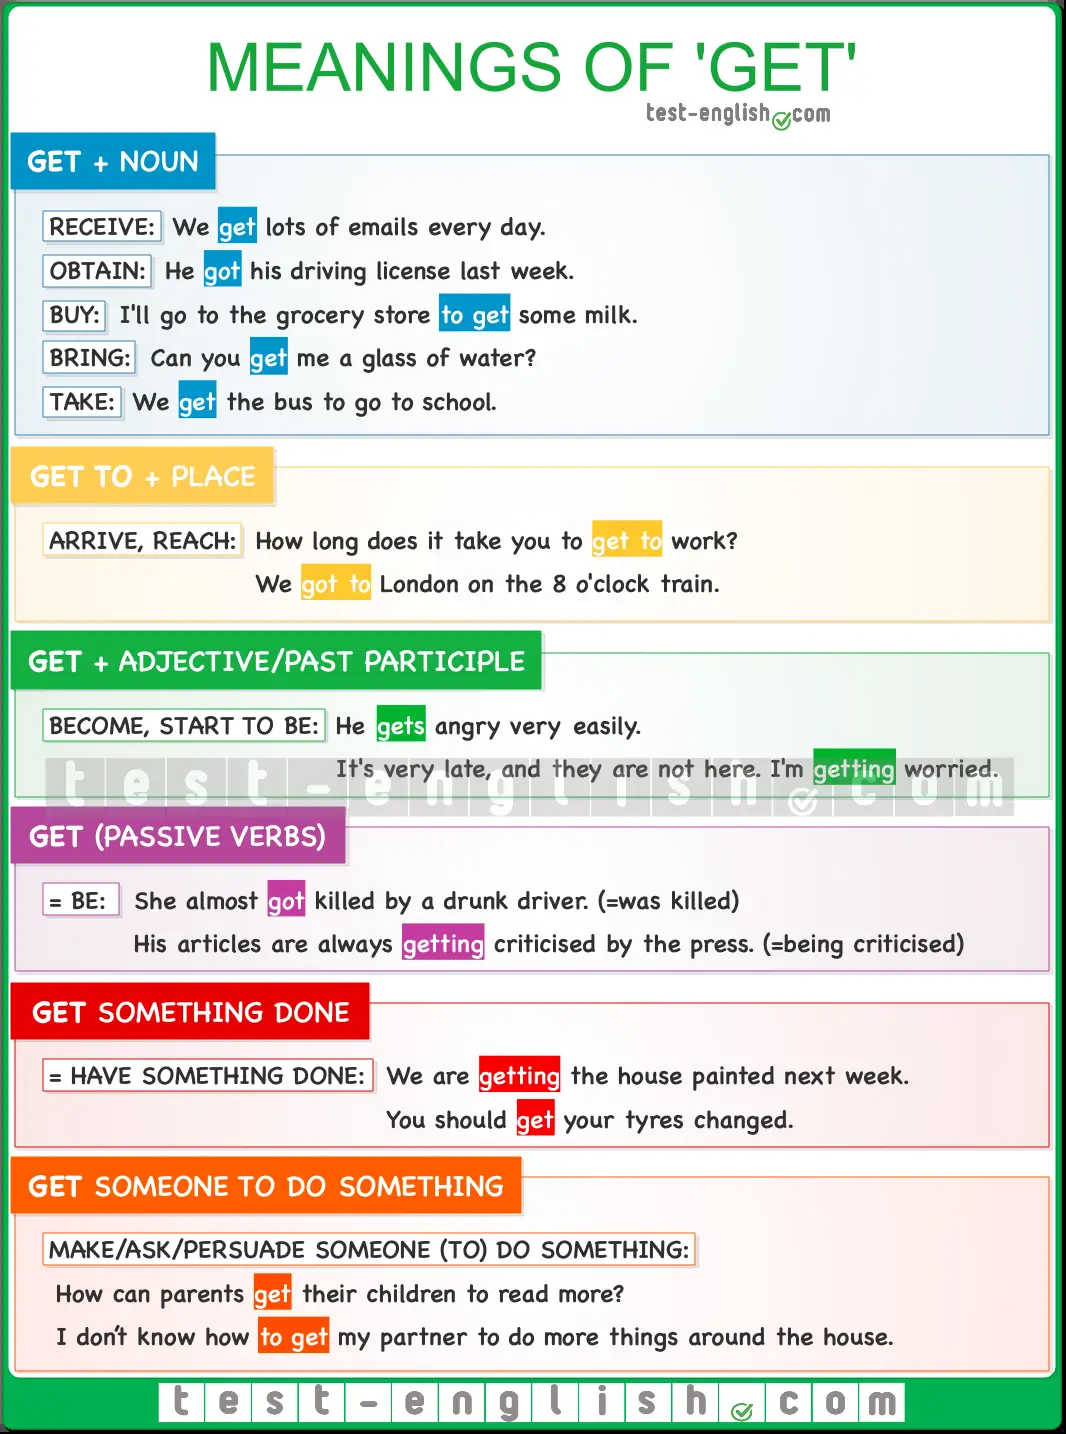 MEANINGS OF 'GET'
test-english.com
GET + NOUN
RECEIVE: We get lots of emails every day.
OBTAIN: He got his driving license last week.
BUY: I'll go to the grocery store to get some milk.
BRING: Can you get me a glass of water?
TAKE: We get the bus to go to school.
GET TO + PLACE
ARRIVE, REACH: How long does it take you to get to work?
We got to London on the 8 o'clock train.
GET + ADJECTIVE/PAST PARTICIPLE
BECOME, START TO BE: He gets angry very easily.
It's very late, and they are not here. I'm getting worried.
test-english.com
GET (PASSIVE VERBS)
= BE: She almost got killed by a drunk driver. (=was killed)
His articles are always getting criticised by the press. (=being criticised)
GET SOMETHING DONE
= HAVE SOMETHING DONE: We are getting the house painted next week.
You should get your tyres changed.
GET SOMEONE TO DO SOMETHING
MAKE/ASK/PERSUADE SOMEONE (TO) DO SOMETHING:
How can parents get their children to read more?
I don't know how to get my partner to do more things around the house.
test-english.com